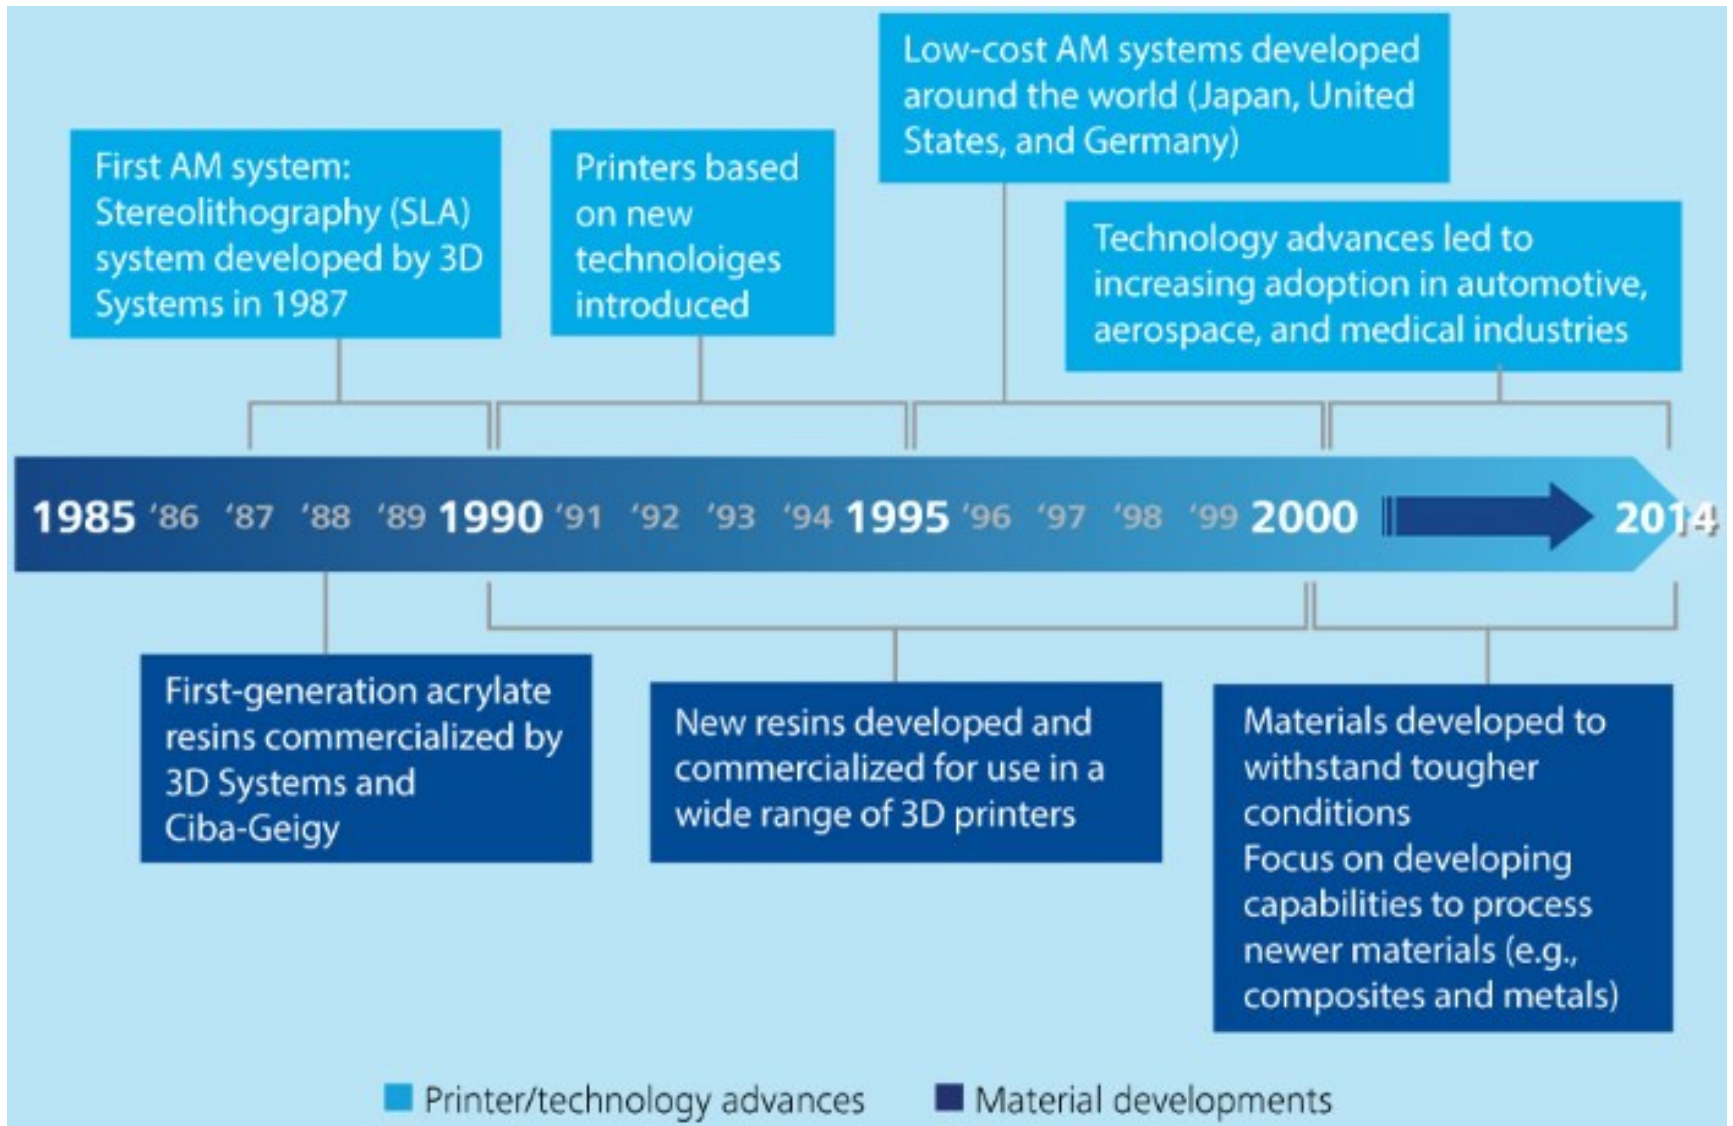 Low-cost AM systems developed
around the world (Japan, United
States, and Germany)
First AM system:
Stereolithography (SLA)
system developed by 3D
Systems in 1987
Printers based
on new
technoloiges
introduced
Technology advances led to
increasing adoption in automotive,
aerospace, and medical industries
1985 ‘86 ‘87 ‘88 ‘89 1990 ‘91 ‘92 ‘93 ‘94 1995 ‘96 ‘97 ‘98 ‘99 2000 2014
First-generation acrylate
resins commercialized by
3D Systems and
Ciba-Geigy
New resins developed and
commercialized for use in a
wide range of 3D printers
Materials developed to
withstand tougher
conditions
Focus on developing
capabilities to process
newer materials (e.g.,
composites and metals)
Printer/technology advances
Material developments